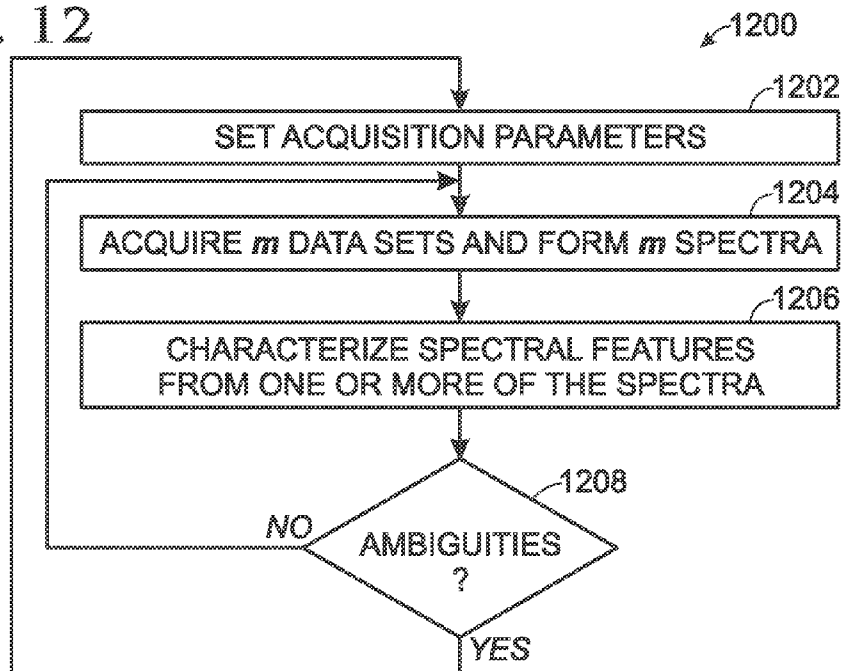 . 12
1200
1202
SET ACQUISITION PARAMETERS
1204
ACQUIRE m DATA SETS AND FORM m SPECTRA
1206
CHARACTERIZE SPECTRAL FEATURES
FROM ONE OR MORE OF THE SPECTRA
1208
NO
AMBIGUITIES
?
YES